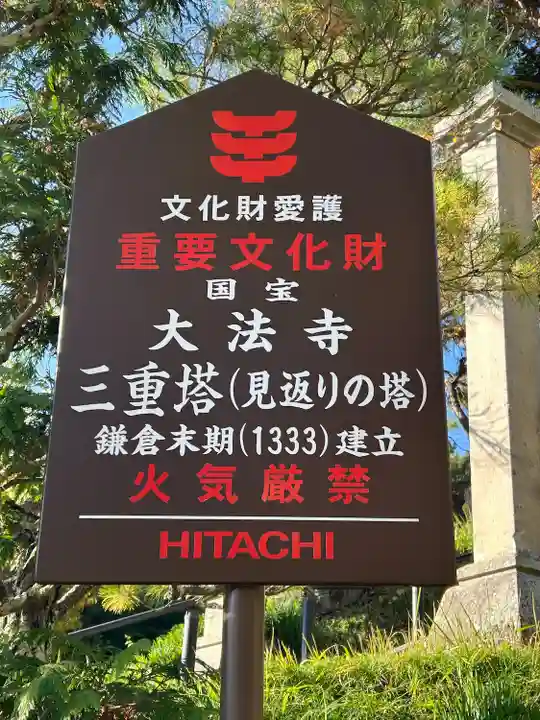 文化財愛護
重要文化財
国宝
大法寺
三重塔(見返りの塔)
鎌倉末期(1333)建立
火気厳禁
HITACHI